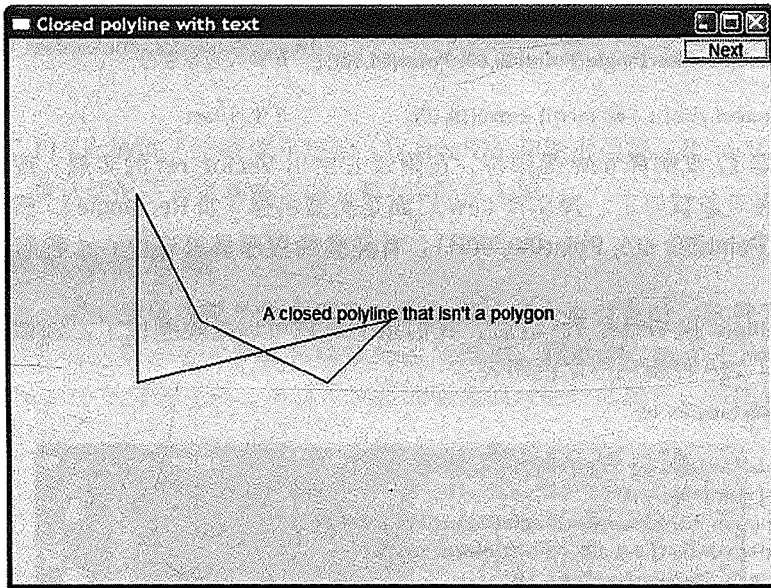 Closed polyline with text
Next
A closed polyline that isn't a polygon